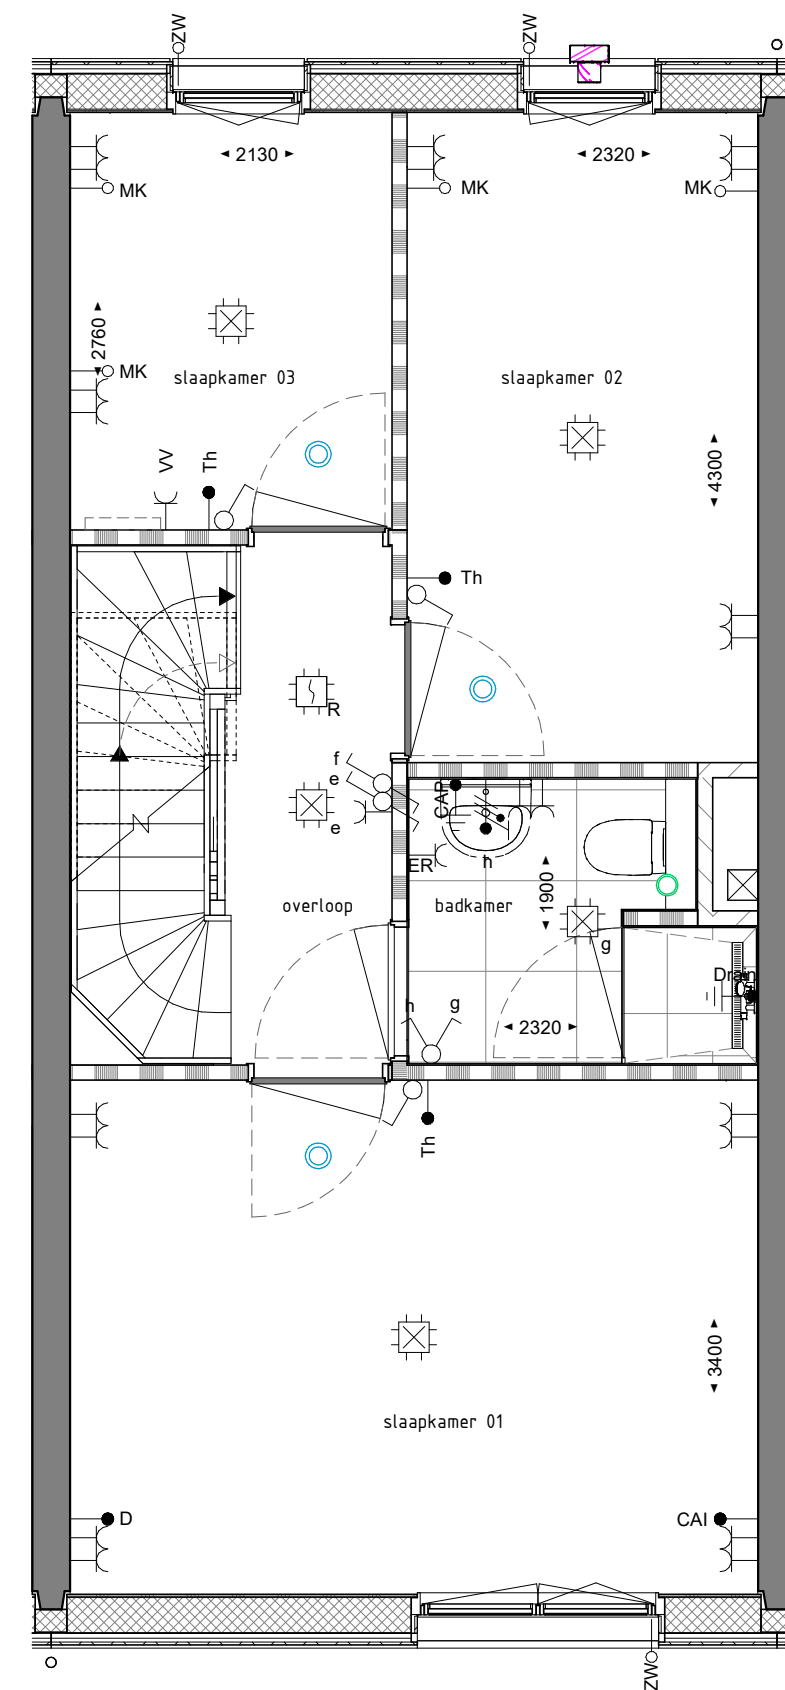 ZW
ZW
2130
2320
MK
MK
MK
2760
MK
slaapkamer 03
slaapkamer 02
VV
Th
4300
Th
R
f
e
e
CAP
ER
h
1900
overloop
badkamer
g
Drain
h
g
2320
Th
3400
slaapkamer 01
D
CAI
ZW